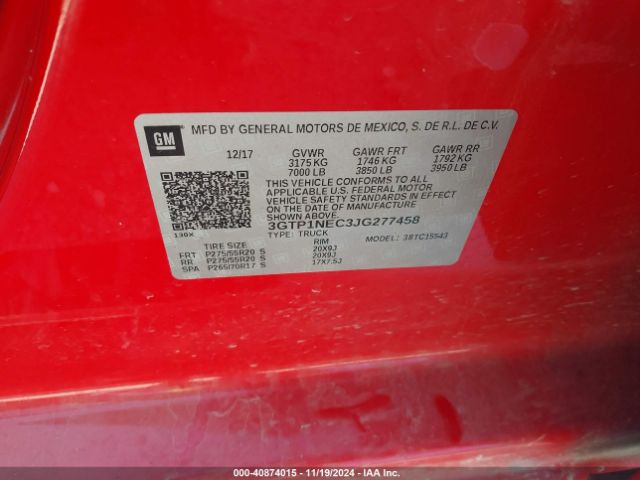 GM
MFD BY GENERAL MOTORS DE MEXICO, S. DE R.L. DE C.V.
12/17 GVWR GAWR FRT GAWR RR
3175 KG 1746 KG 1792 KG
7000 LB 3850 LB 3950 LB
THIS VEHICLE CONFORMS TO ALL
APPLICABLE U.S. FEDERAL MOTOR
VEHICLE SAFETY STANDARDS IN EFFECT
ON THE DATE OF MANUFACTURE
SHOWN ABOVE.
3GTP1NEC3JG277458
TYPE: TRUCK MODEL: 38TC15543
130X
TIRE SIZE RIM
FRT P275/55R20 S 20X9J
RR P275/55R20 S 20X9J
SPA P265/70R17 S 17X7.5J
000-40874015 - 11/19/2024 - IAA Inc.